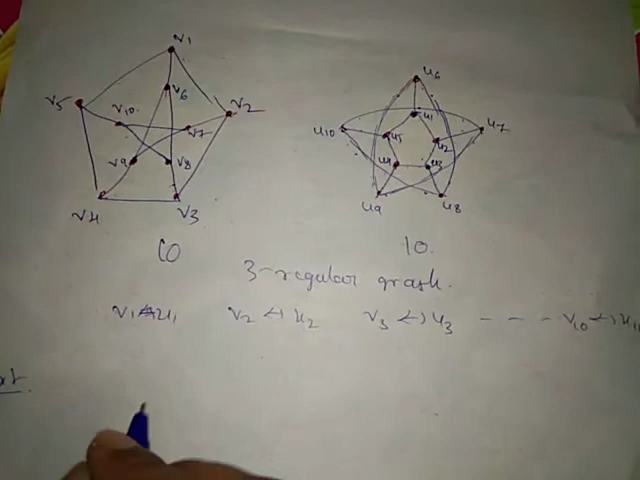 v1
v5 v10 v6 v2
v7
v9 v8
v4 v3
u6
u10 u1 u7
u5 u2
u4 u3
u9 u8
10 10.
3-regular graph.
v1↔u1 v2↔u2 v3↔u3 - - - v10↔u10